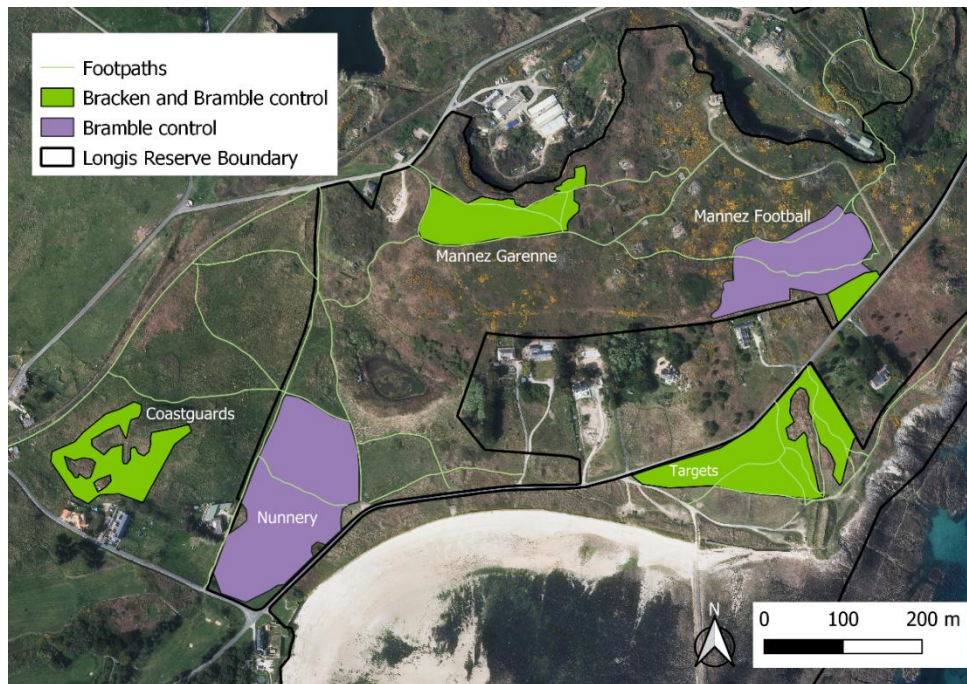 Footpaths
Bracken and Bramble control
Bramble control
Longis Reserve Boundary
Mannez Football
Mannez Garenne
Coastguards
Targets
Nunnery
N
0 100 200 m